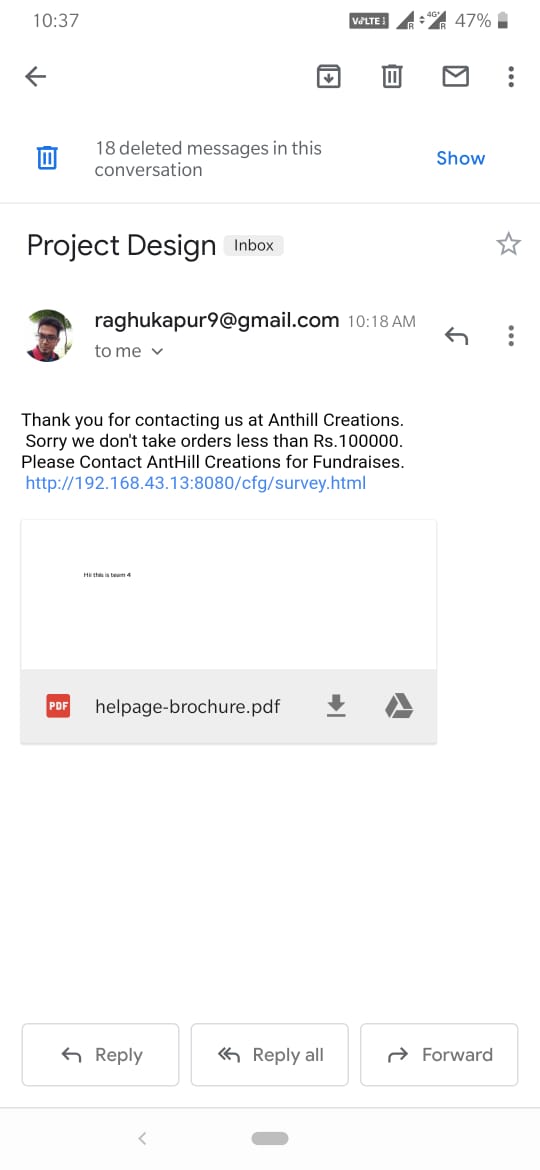 10:37
VoLTE R 4G+ R 47%
18 deleted messages in this
conversation
Show
Project Design Inbox
raghukapur9@gmail.com 10:18 AM
to me
Thank you for contacting us at Anthill Creations.
Sorry we don't take orders less than Rs.100000.
Please Contact AntHill Creations for Fundraises.
http://192.168.43.13:8080/cfg/survey.html
Hii this is team 4
PDF helpage-brochure.pdf
Reply
Reply all
Forward